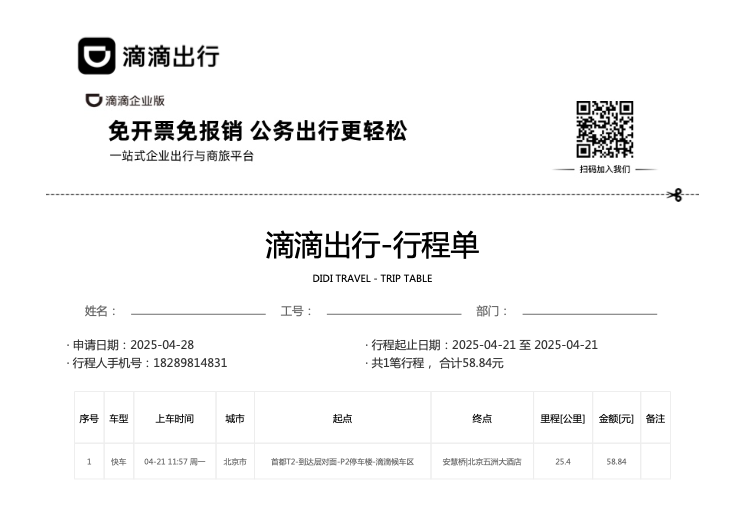 滴滴出行
滴滴企业版
免开票免报销 公务出行更轻松
一站式企业出行与商旅平台
扫码加入我们
滴滴出行-行程单
DIDI TRAVEL - TRIP TABLE
姓名： 工号： 部门：
· 申请日期：2025-04-28 · 行程起止日期：2025-04-21 至 2025-04-21
· 行程人手机号：18289814831 · 共1笔行程， 合计58.84元
序号 车型 上车时间 城市 起点 终点 里程[公里] 金额[元] 备注
1 快车 04-21 11:57 周一 北京市 首都T2-到达层对面-P2停车楼-滴滴候车区 安慧桥|北京五洲大酒店 25.4 58.84